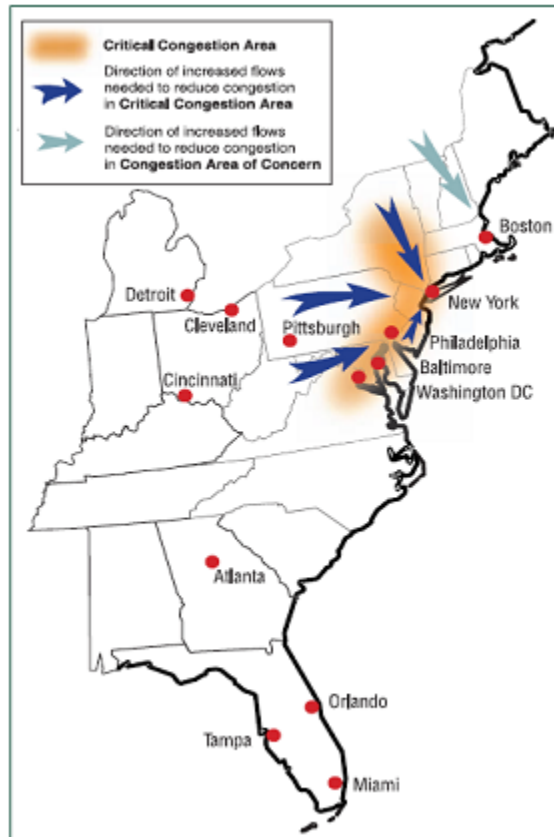 Critical Congestion Area
Direction of increased flows
needed to reduce congestion
in Critical Congestion Area
Direction of increased flows
needed to reduce congestion
in Congestion Area of Concern
Boston
Detroit
New York
Cleveland
Pittsburgh
Philadelphia
Baltimore
Cincinnati
Washington DC
Atlanta
Orlando
Tampa
Miami